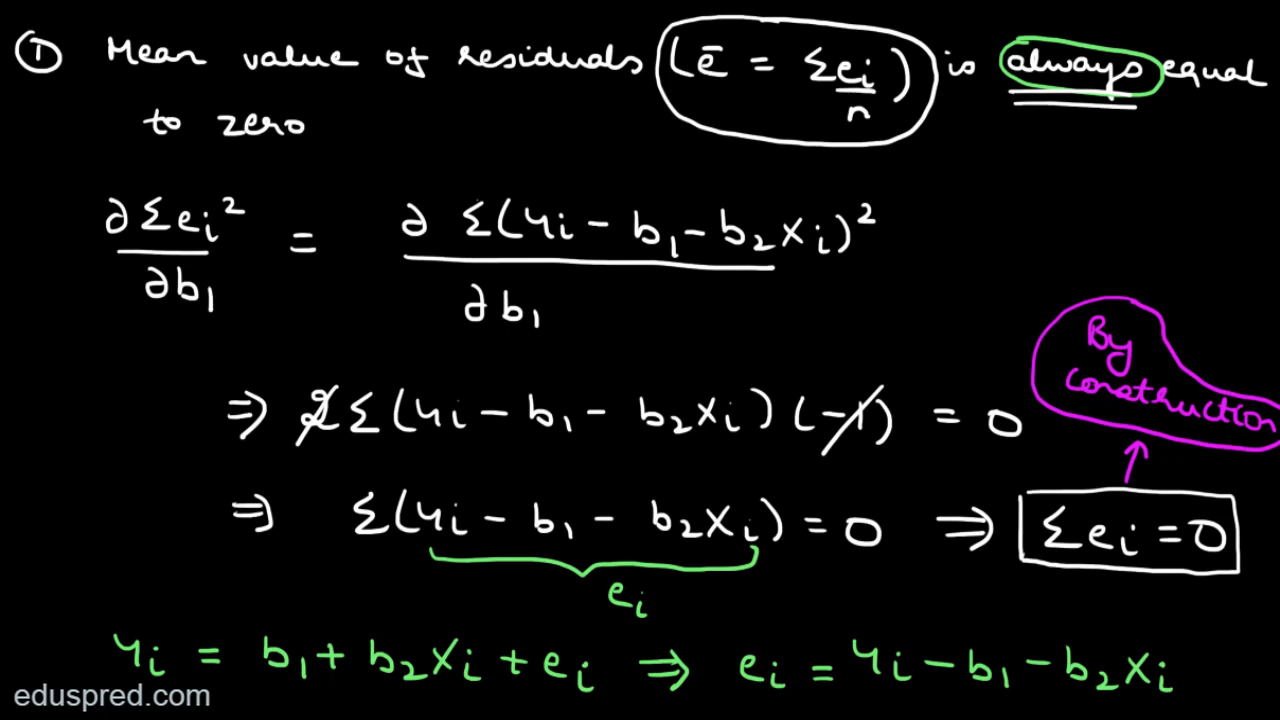 ① Mean value of residuals (ē = Σei/n) is always equal
to zero
∂Σei²/∂b1 = ∂ Σ(yi - b1 - b2xi)²/∂b1
⇒ 2Σ(yi - b1 - b2xi)(-1) = 0
By
construction
⇒ Σ(yi - b1 - b2xi) = 0 ⇒ Σei = 0
ei
yi = b1 + b2xi + ei ⇒ ei = yi - b1 - b2xi
eduspred.com